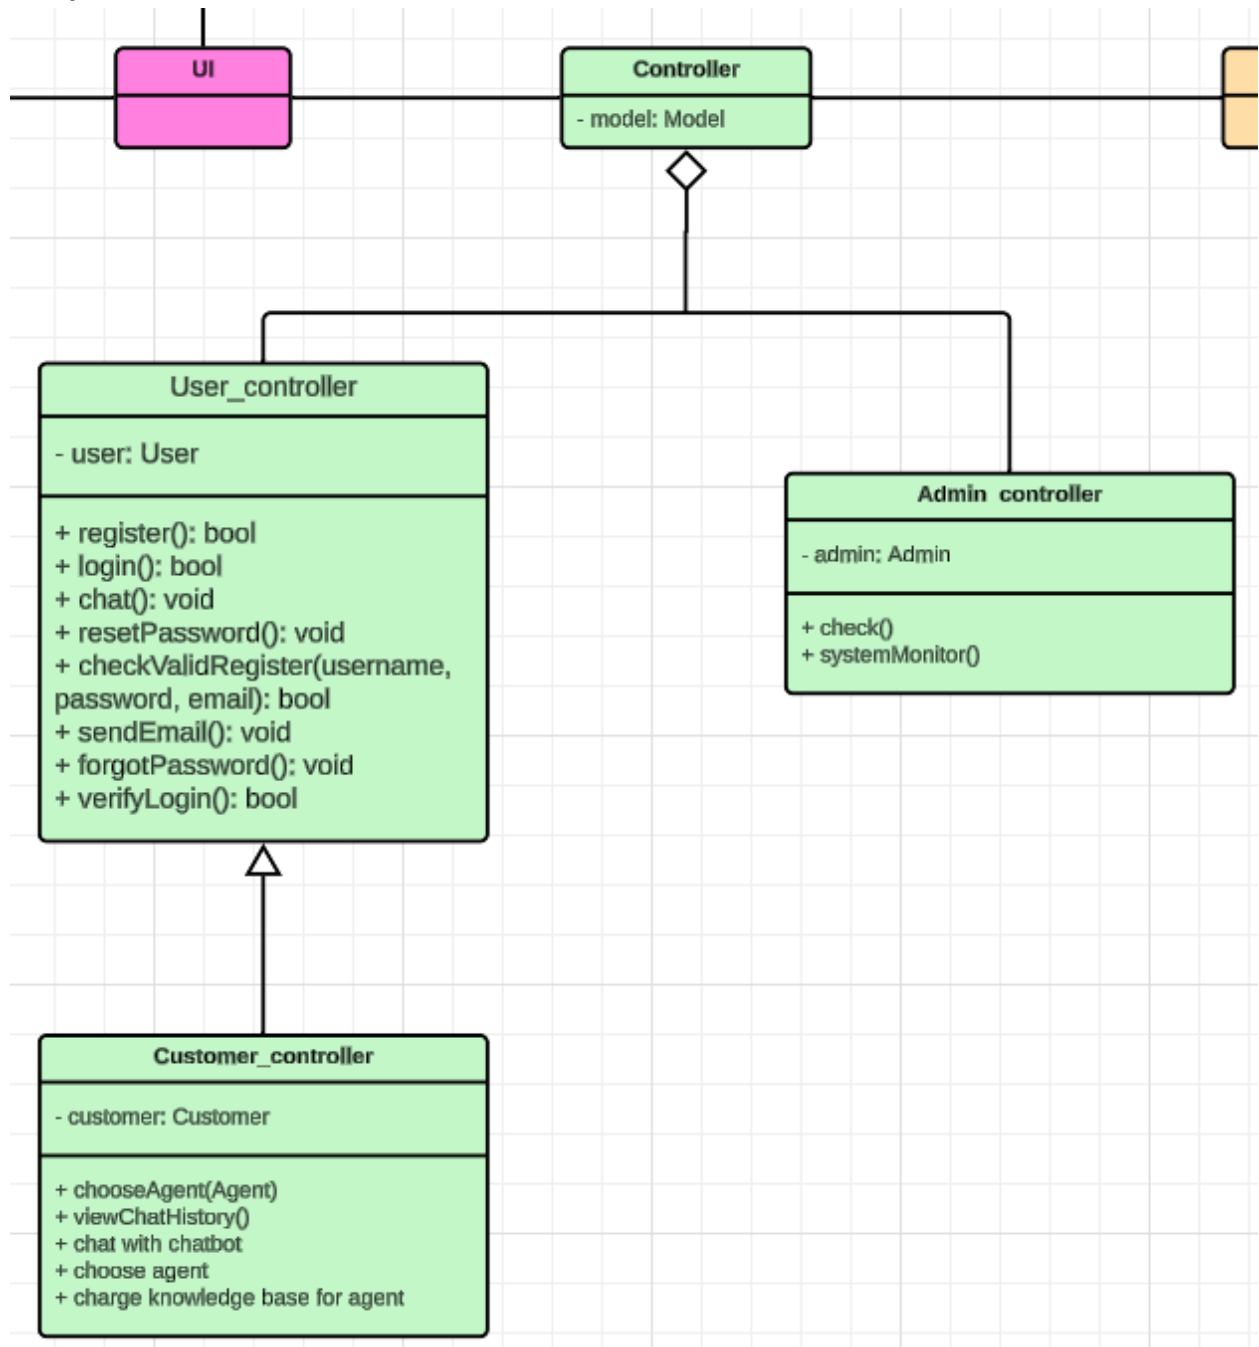 UI
Controller
- model: Model
User_controller
- user: User
+ register(): bool
+ login(): bool
+ chat(): void
+ resetPassword(): void
+ checkValidRegister(username,
password, email): bool
+ sendEmail(): void
+ forgotPassword(): void
+ verifyLogin(): bool
Admin_controller
- admin: Admin
+ check()
+ systemMonitor()
Customer_controller
- customer: Customer
+ chooseAgent(Agent)
+ viewChatHistory()
+ chat with chatbot
+ choose agent
+ charge knowledge base for agent